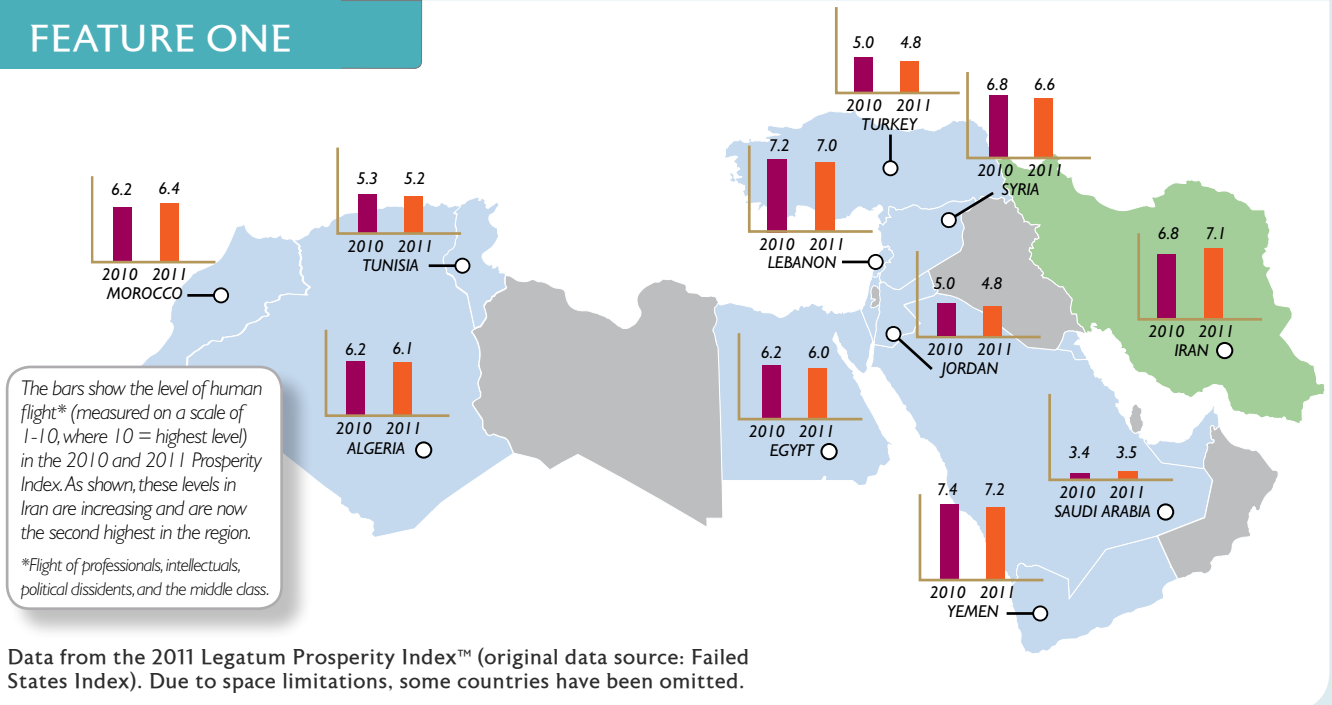 FEATURE ONE
5.0 4.8
2010 2011
TURKEY
6.8 6.6
2010 2011
SYRIA
7.2 7.0
2010 2011
LEBANON
5.3 5.2
2010 2011
TUNISIA
6.2 6.4
2010 2011
MOROCCO
6.8 7.1
2010 2011
IRAN
5.0 4.8
2010 2011
JORDAN
6.2 6.1
2010 2011
ALGERIA
6.2 6.0
2010 2011
EGYPT
3.4 3.5
2010 2011
SAUDI ARABIA
7.4 7.2
2010 2011
YEMEN
The bars show the level of human
flight* (measured on a scale of
1-10, where 10 = highest level)
in the 2010 and 2011 Prosperity
Index. As shown, these levels in
Iran are increasing and are now
the second highest in the region.
*Flight of professionals, intellectuals,
political dissidents, and the middle class.
Data from the 2011 Legatum Prosperity Index™ (original data source: Failed
States Index). Due to space limitations, some countries have been omitted.